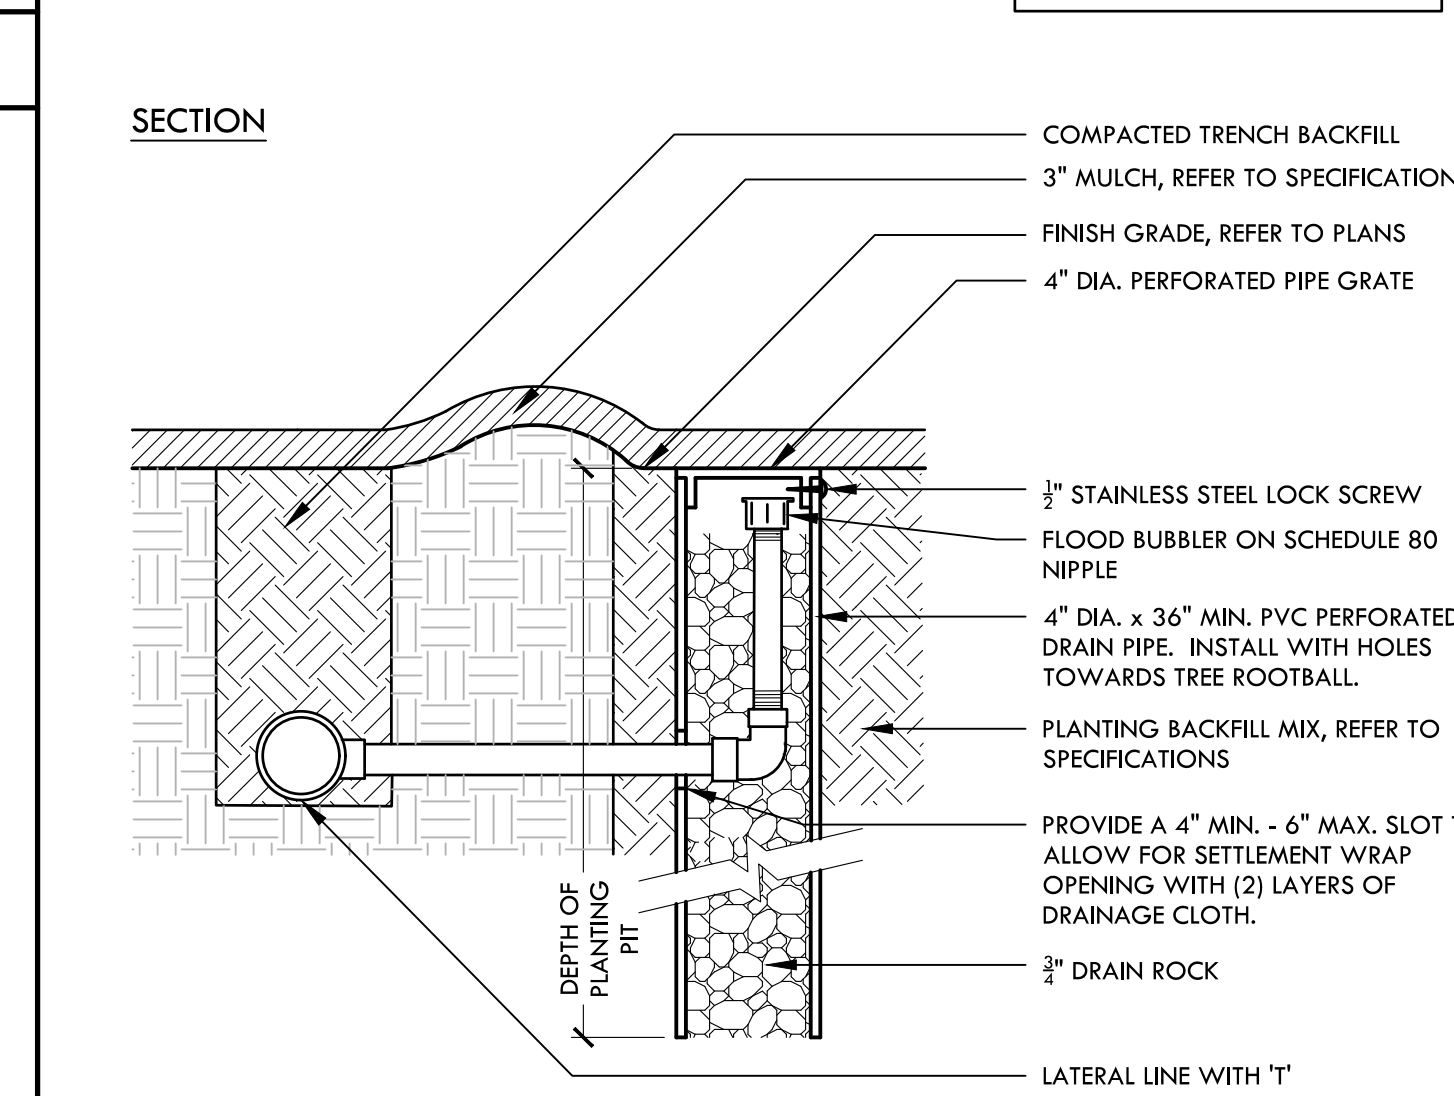 SECTION
COMPACTED TRENCH BACKFILL
3" MULCH, REFER TO SPECIFICATION
FINISH GRADE, REFER TO PLANS
4" DIA. PERFORATED PIPE GRATE
½" STAINLESS STEEL LOCK SCREW
FLOOD BUBBLER ON SCHEDULE 80
NIPPLE
4" DIA. x 36" MIN. PVC PERFORATED
DRAIN PIPE. INSTALL WITH HOLES
TOWARDS TREE ROOTBALL.
PLANTING BACKFILL MIX, REFER TO
SPECIFICATIONS
PROVIDE A 4" MIN. - 6" MAX. SLOT
ALLOW FOR SETTLEMENT WRAP
OPENING WITH (2) LAYERS OF
DRAINAGE CLOTH.
¾" DRAIN ROCK
LATERAL LINE WITH 'T'
DEPTH OF
PLANTING
PIT